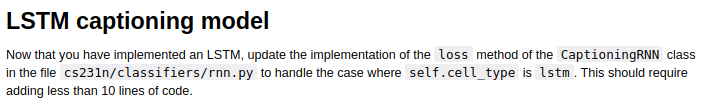 LSTM captioning model
Now that you have implemented an LSTM, update the implementation of the loss method of the CaptioningRNN class
in the file cs231n/classifiers/rnn.py to handle the case where self.cell_type is lstm. This should require
adding less than 10 lines of code.